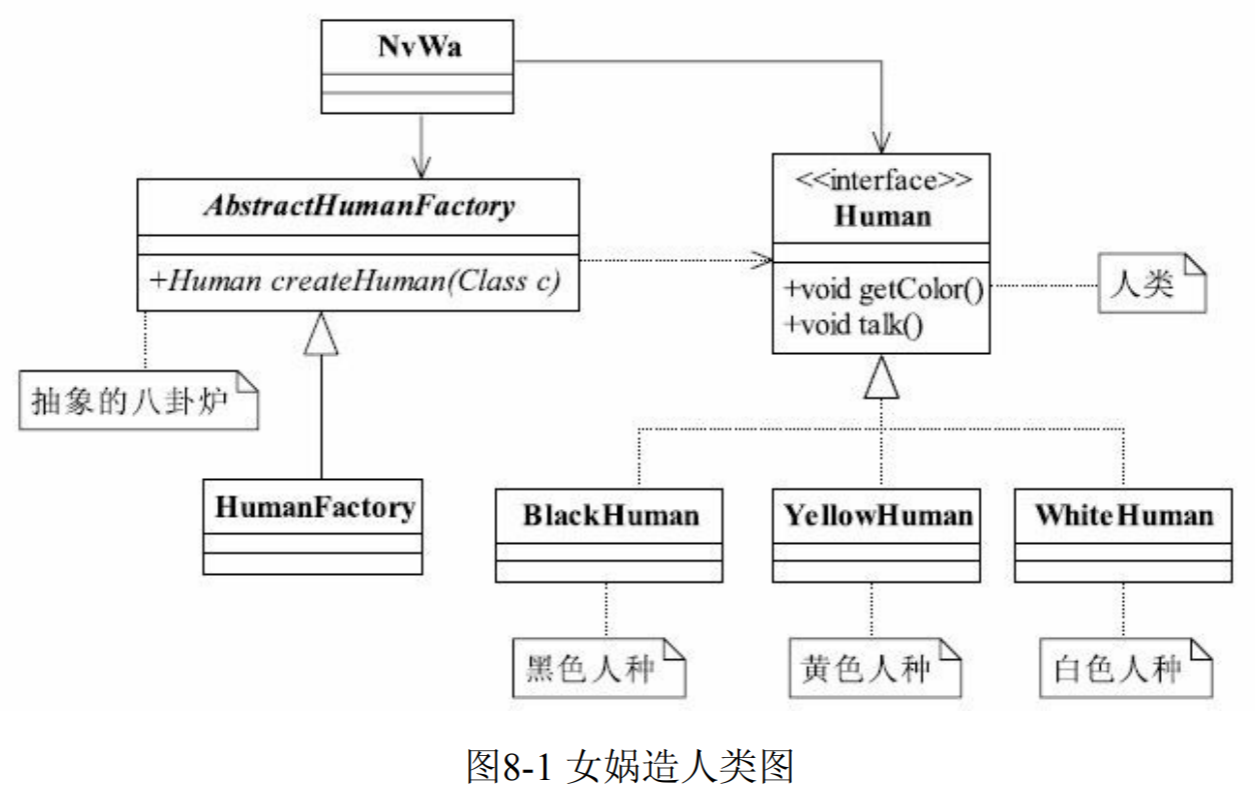 NvWa
AbstractHumanFactory
+Human createHuman(Class c)
<<interface>>
Human
+void getColor()
+void talk()
人类
抽象的八卦炉
HumanFactory
BlackHuman
YellowHuman
WhiteHuman
黑色人种
黄色人种
白色人种
图8-1 女娲造人类图